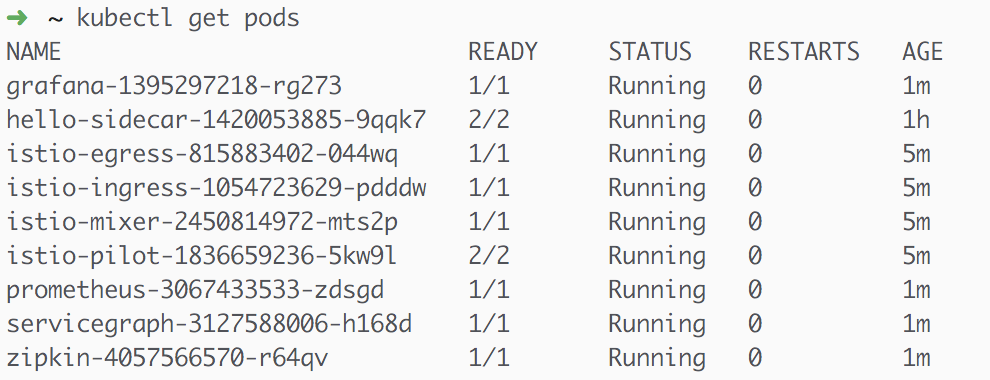 ➜ ~ kubectl get pods
NAME READY STATUS RESTARTS AGE
grafana-1395297218-rg273 1/1 Running 0 1m
hello-sidecar-1420053885-9qqk7 2/2 Running 0 1h
istio-egress-815883402-044wq 1/1 Running 0 5m
istio-ingress-1054723629-pdddw 1/1 Running 0 5m
istio-mixer-2450814972-mts2p 1/1 Running 0 5m
istio-pilot-1836659236-5kw9l 2/2 Running 0 5m
prometheus-3067433533-zdsgd 1/1 Running 0 1m
servicegraph-3127588006-h168d 1/1 Running 0 1m
zipkin-4057566570-r64qv 1/1 Running 0 1m